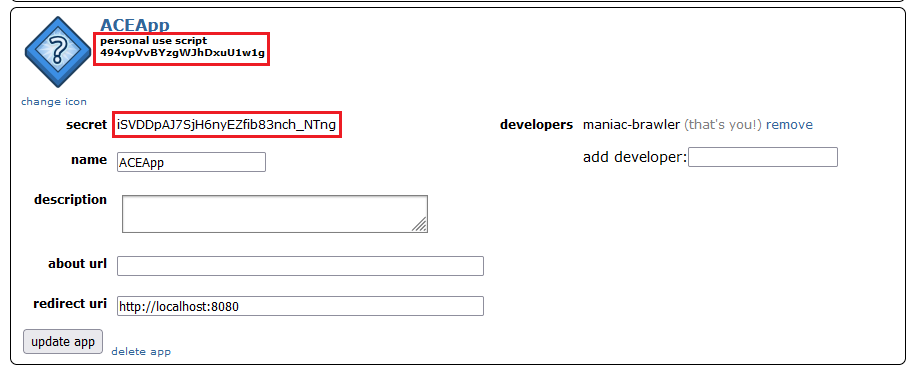 ACEApp
personal use script
494vpVvBYzgWJhDxuU1w1g
change icon
secret iSVDDpAJ7SjH6nyEZfib83nch_NTng
developers maniac-brawler (that's you!) remove
add developer:
name ACEApp
description
about url
redirect uri http://localhost:8080
update app delete app